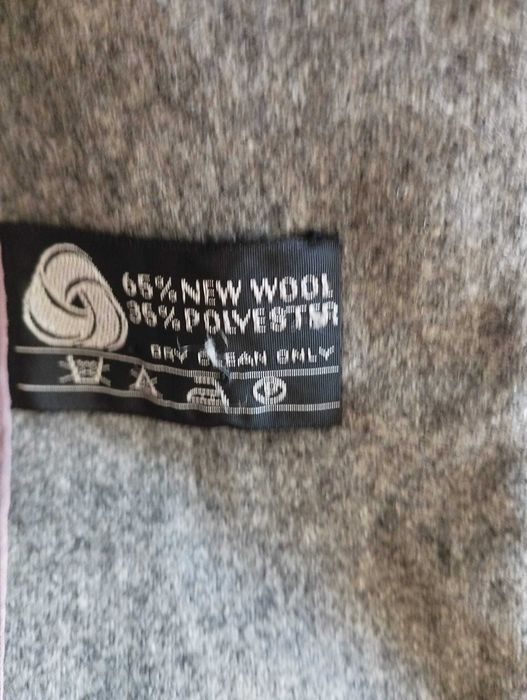 65% NEW WOOL
35% POLYESTER
DRY CLEAN ONLY
P